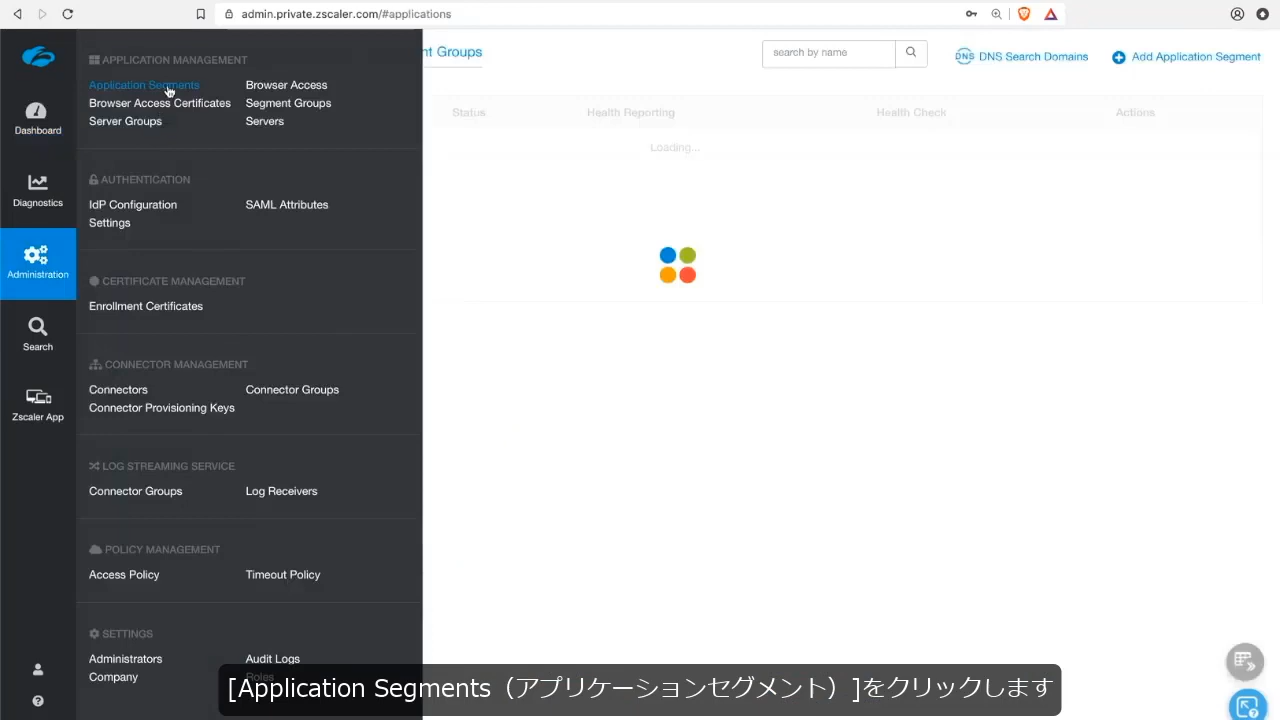 admin.private.zscaler.com/#applications
Dashboard
Diagnostics
Administration
Search
Zscaler App
APPLICATION MANAGEMENT
Application Segments
Browser Access
Browser Access Certificates
Segment Groups
Server Groups
Servers
AUTHENTICATION
IdP Configuration
SAML Attributes
Settings
CERTIFICATE MANAGEMENT
Enrollment Certificates
CONNECTOR MANAGEMENT
Connectors
Connector Groups
Connector Provisioning Keys
LOG STREAMING SERVICE
Connector Groups
Log Receivers
POLICY MANAGEMENT
Access Policy
Timeout Policy
SETTINGS
Administrators
Audit Logs
Company
Roles
nt Groups
search by name
DNS DNS Search Domains
Add Application Segment
Status Health Reporting Health Check Actions
Loading...
[Application Segments（アプリケーションセグメント）]をクリックします